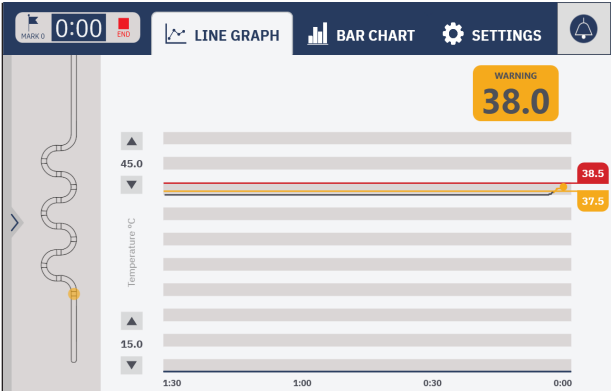 MARK 0
0:00
END
LINE GRAPH
BAR CHART
SETTINGS
WARNING
38.0
45.0
38.5
37.5
Temperature °C
15.0
1:30
1:00
0:30
0:00